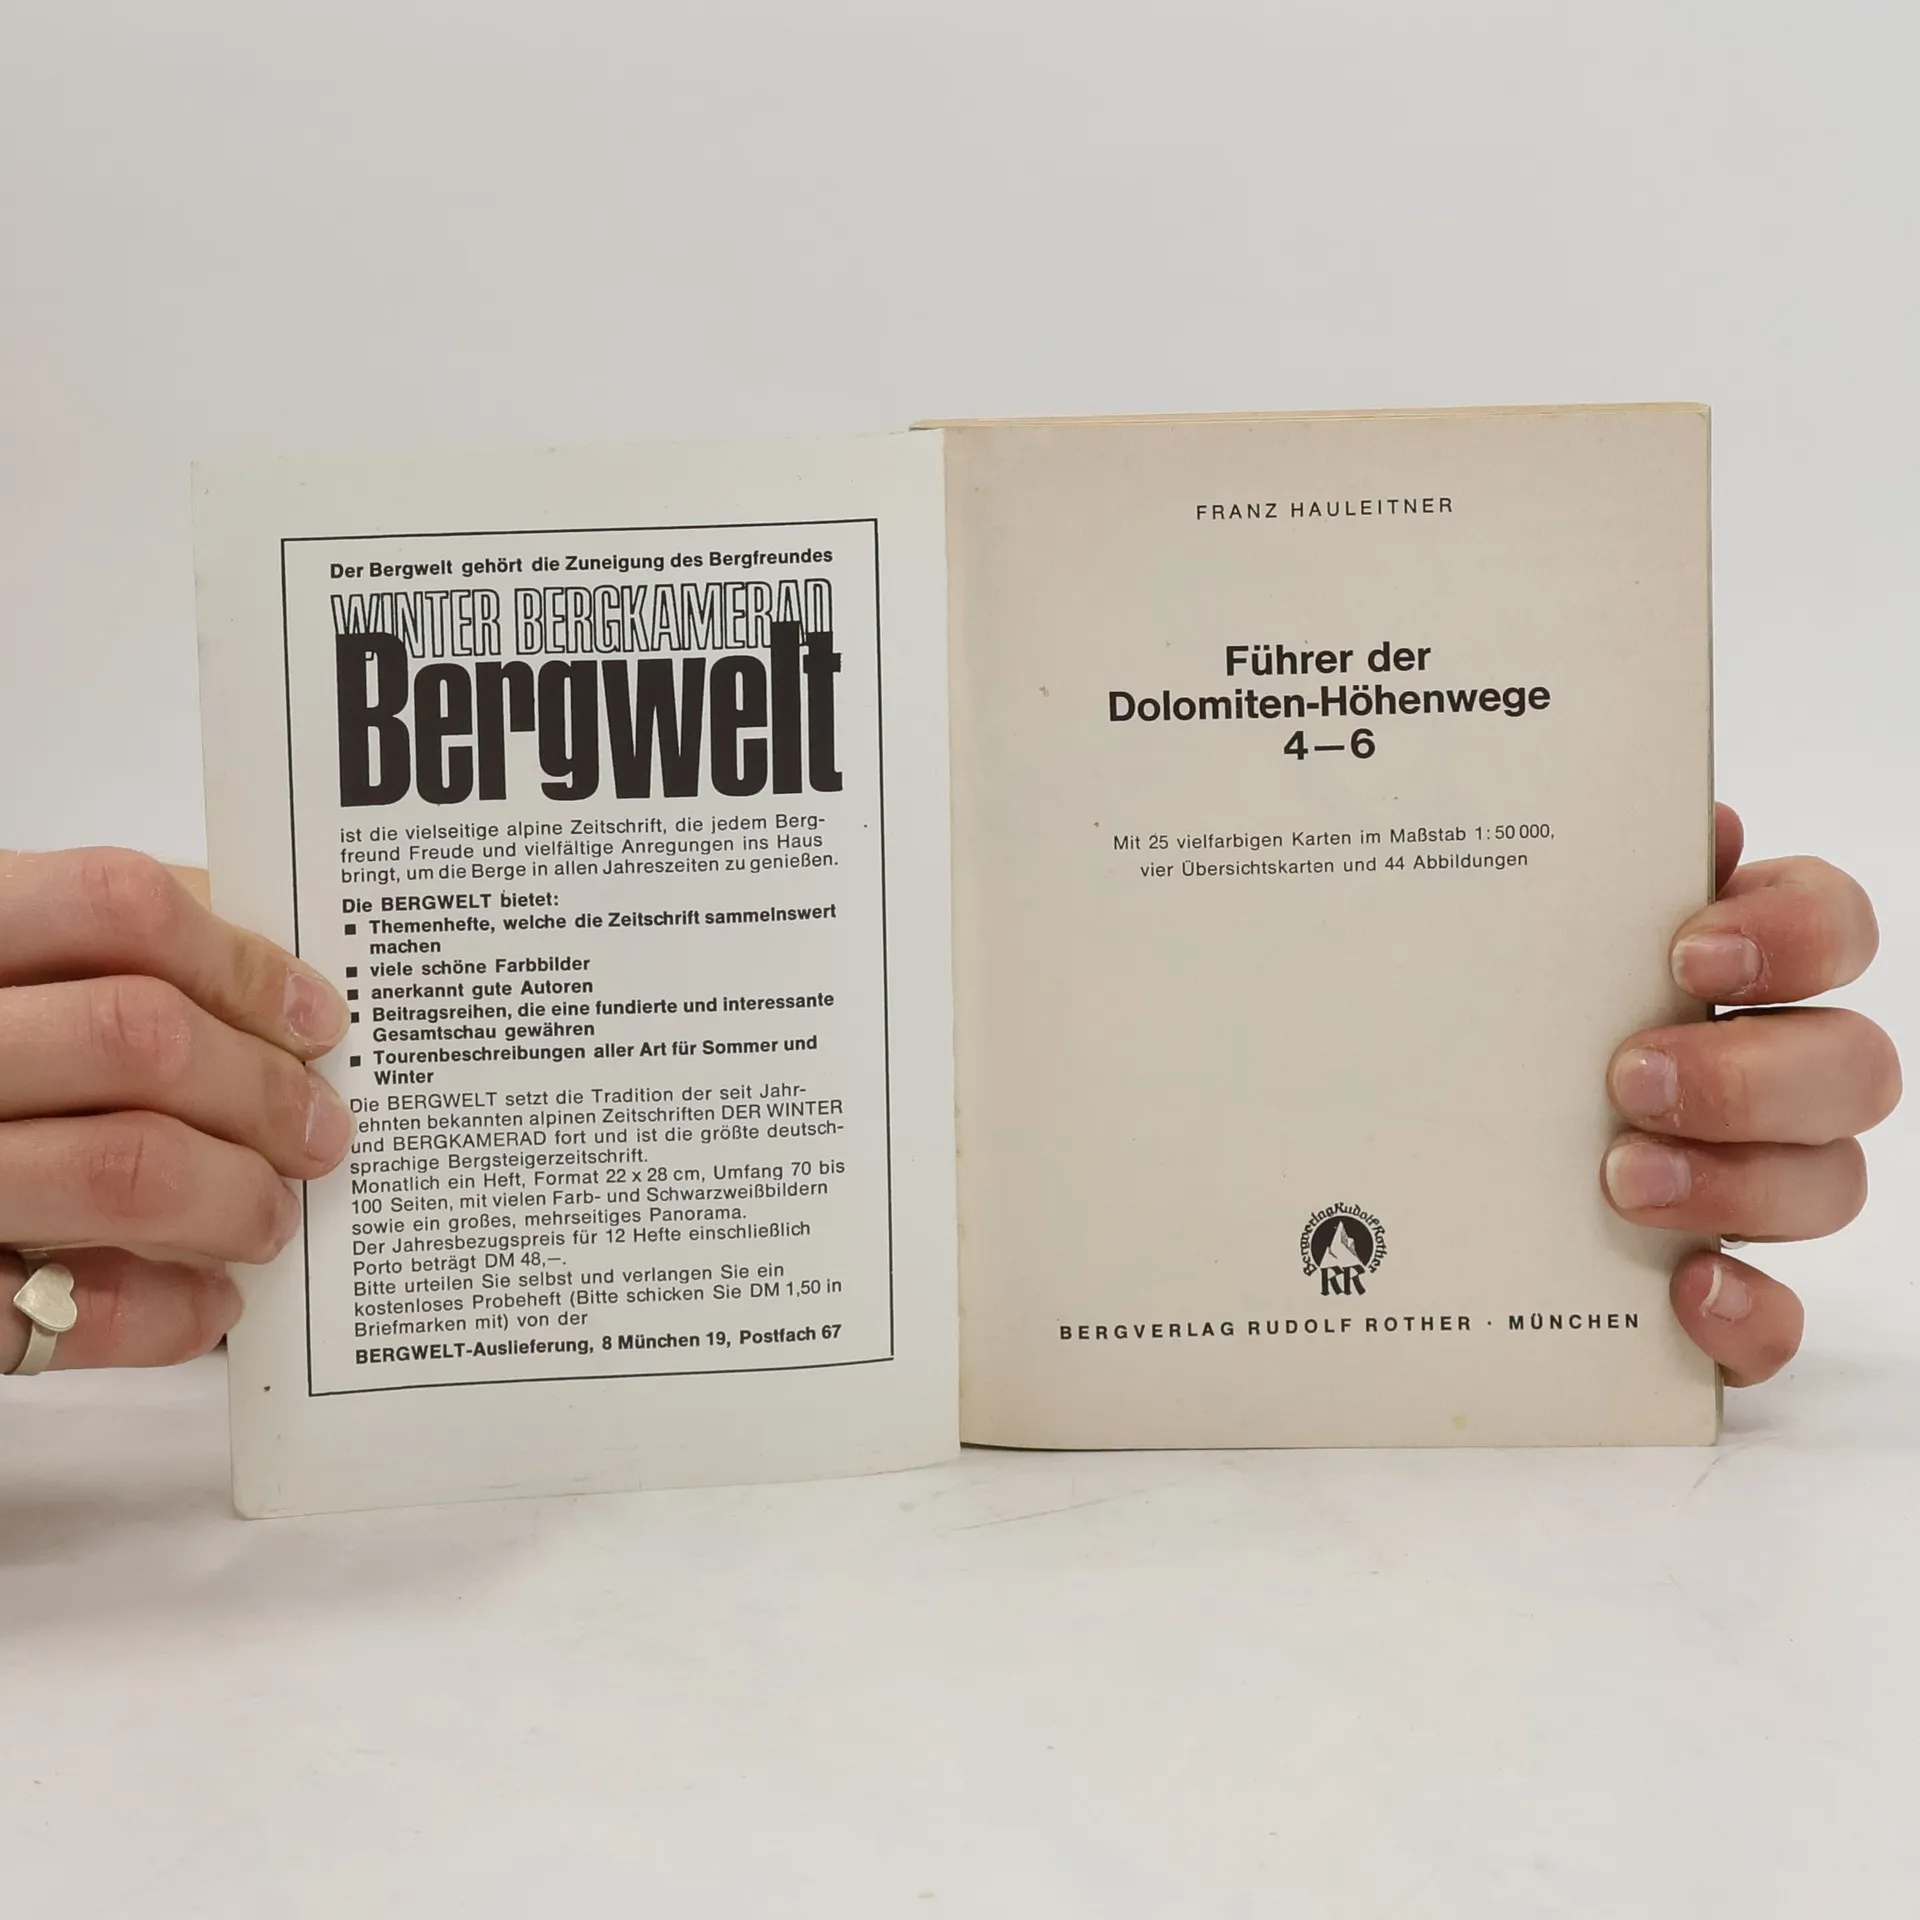 Der Bergwelt gehört die Zuneigung des Bergfreundes
WINTER BERGKAMERAD
Bergwelt
ist die vielseitige alpine Zeitschrift, die jedem Berg-
freund Freude und vielfältige Anregungen ins Haus
bringt, um die Berge in allen Jahreszeiten zu genießen.
Die BERGWELT bietet:
■ Themenhefte, welche die Zeitschrift sammelnswert
machen
■ viele schöne Farbbilder
■ anerkannt gute Autoren
■ Beitragsreihen, die eine fundierte und interessante
Gesamtschau gewähren
■ Tourenbeschreibungen aller Art für Sommer und
Winter
Die BERGWELT setzt die Tradition der seit Jahr-
zehnten bekannten alpinen Zeitschriften DER WINTER
und BERGKAMERAD fort und ist die größte deutsch-
sprachige Bergsteigerzeitschrift.
Monatlich ein Heft, Format 22 x 28 cm, Umfang 70 bis
100 Seiten, mit vielen Farb- und Schwarzweißbildern
sowie ein großes, mehrseitiges Panorama.
Der Jahresbezugspreis für 12 Hefte einschließlich
Porto beträgt DM 48,—.
Bitte urteilen Sie selbst und verlangen Sie ein
kostenloses Probeheft (Bitte schicken Sie DM 1,50 in
Briefmarken mit) von der
BERGWELT-Auslieferung, 8 München 19, Postfach 67
FRANZ HAULEITNER
Führer der
Dolomiten-Höhenwege
4—6
Mit 25 vielfarbigen Karten im Maßstab 1:50 000,
vier Übersichtskarten und 44 Abbildungen
Bergverlag Rudolf Rother
RR
BERGVERLAG RUDOLF ROTHER · MÜNCHEN